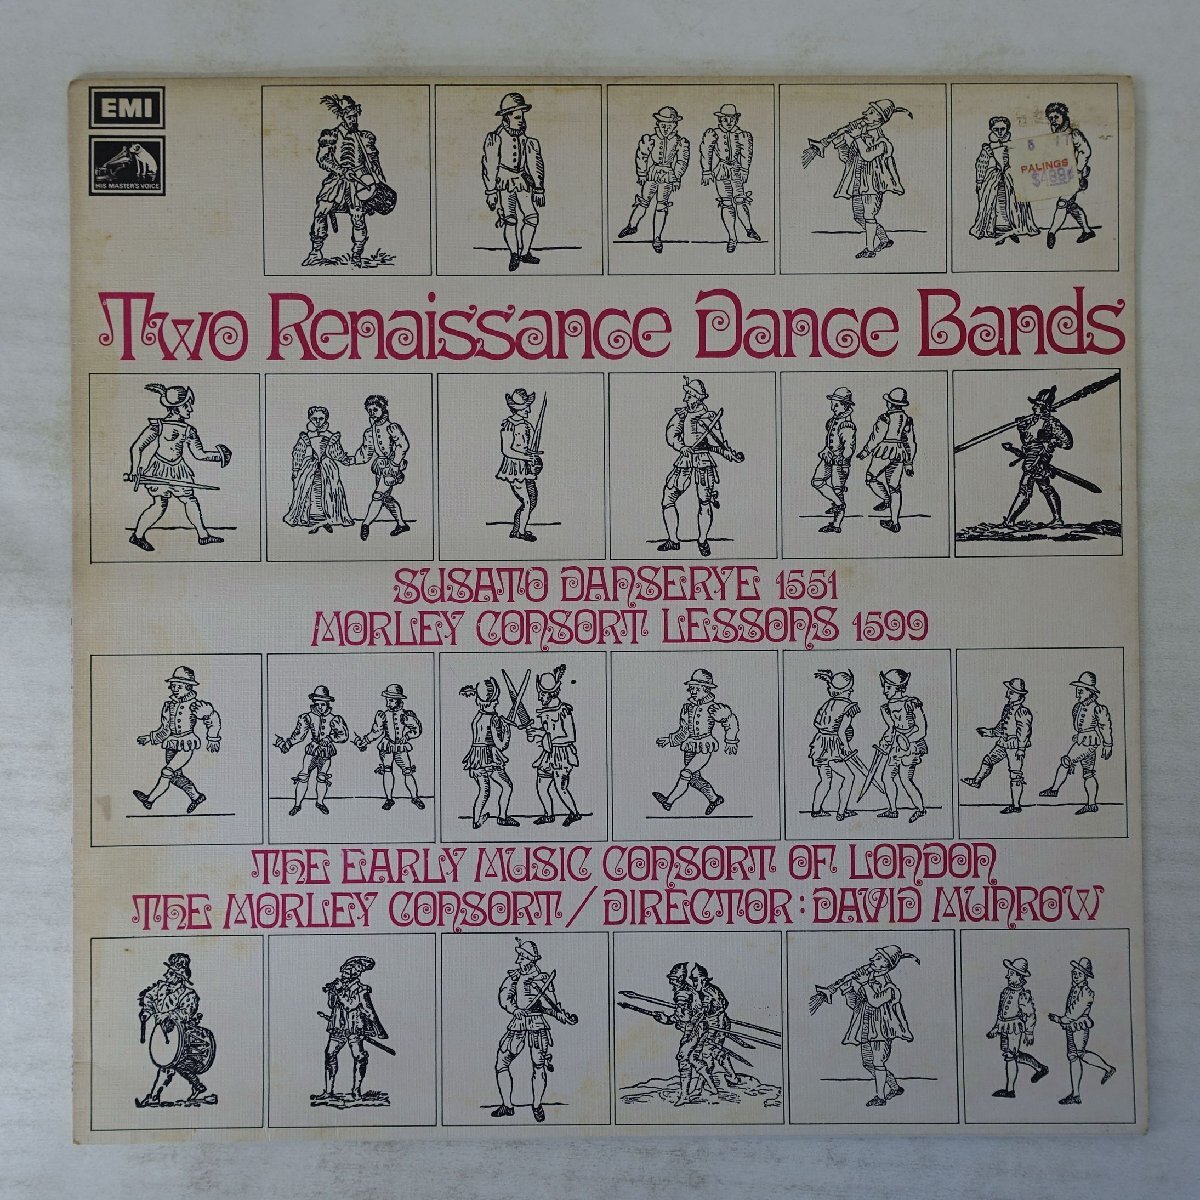 EMI
HIS MASTER'S VOICE
PALINGS
Two Renaissance Dance Bands
SUSATO DANSERYE 1551
MORLEY CONSORT LESSONS 1599
THE EARLY MUSIC CONSORT OF LONDON
THE MORLEY CONSORT/DIRECTOR: DAVID MUNROW